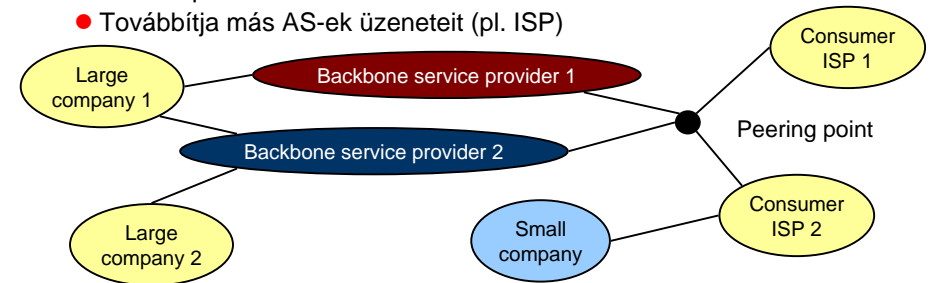 Továbbítja más AS-ek üzeneteit (pl. ISP)
Consumer
ISP 1
Large
company 1
Backbone service provider 1
Peering point
Backbone service provider 2
Consumer
ISP 2
Small
company
Large
company 2